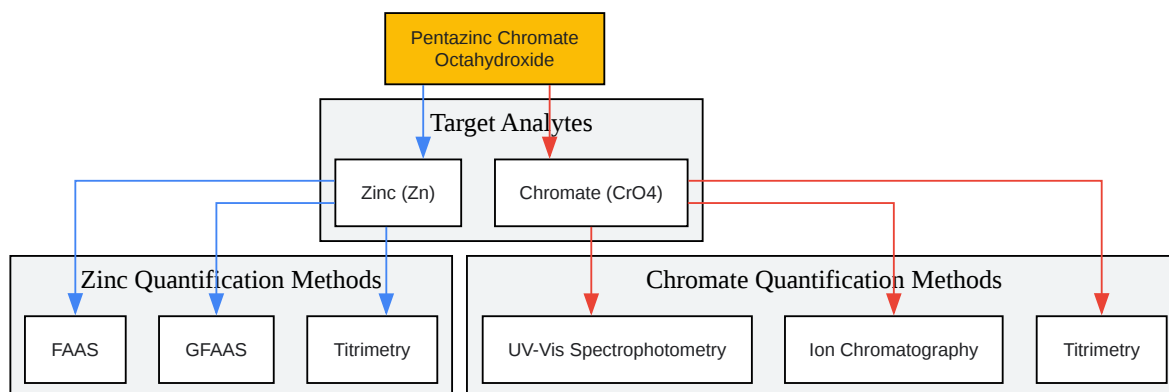 Pentazinc Chromate
Octahydroxide
Target Analytes
Zinc (Zn)
Chromate (CrO4)
Zinc Quantification Methods
Chromate Quantification Methods
FAAS
GFAAS
Titrimetry
UV-Vis Spectrophotometry
Ion Chromatography
Titrimetry